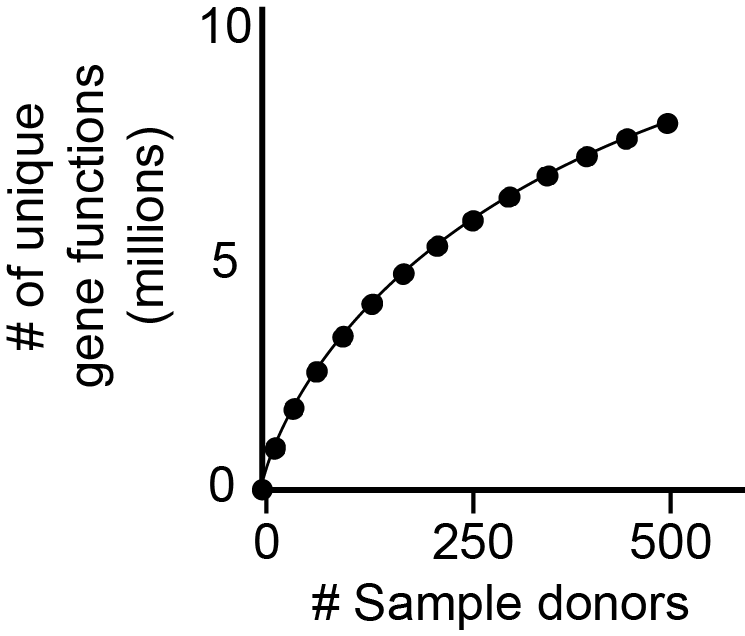 # of unique
gene functions
(millions)
10
5
0
0 250 500
# Sample donors